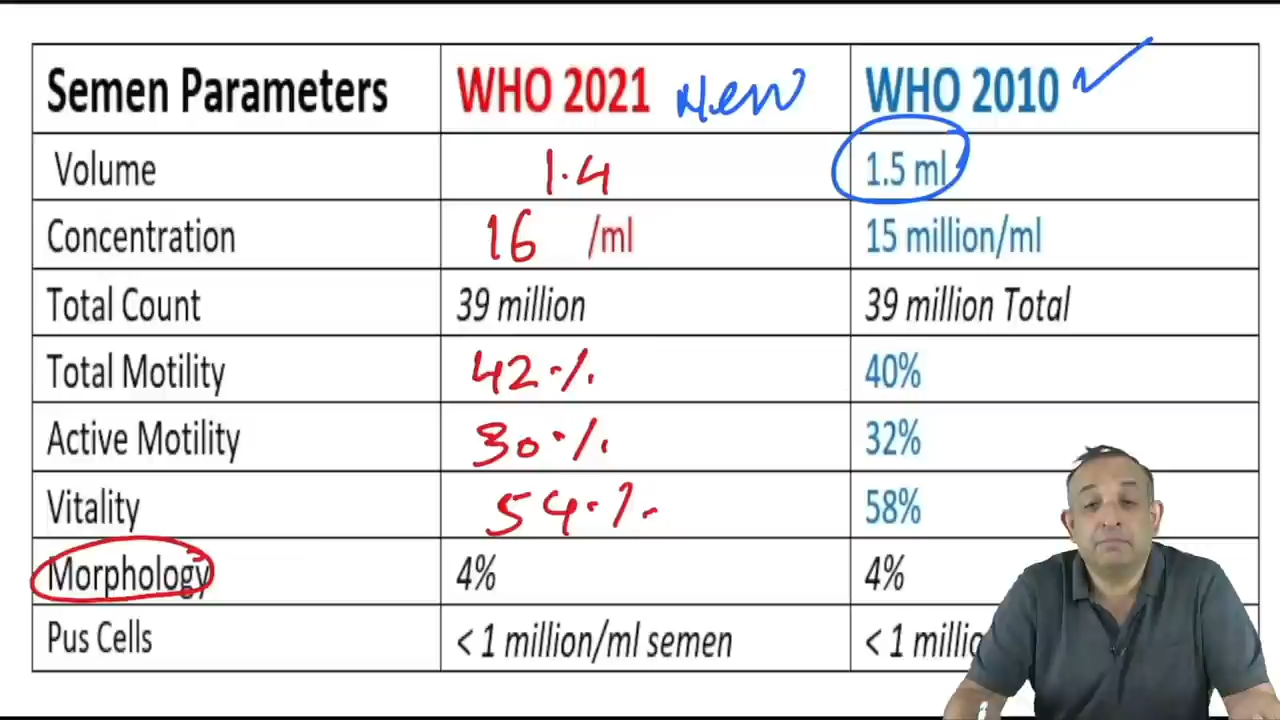 Semen Parameters WHO 2021 New WHO 2010
Volume 1.4 1.5 ml
Concentration 16 /ml 15 million/ml
Total Count 39 million 39 million Total
Total Motility 42% 40%
Active Motility 30% 32%
Vitality 54% 58%
Morphology 4% 4%
Pus Cells < 1 million/ml semen < 1